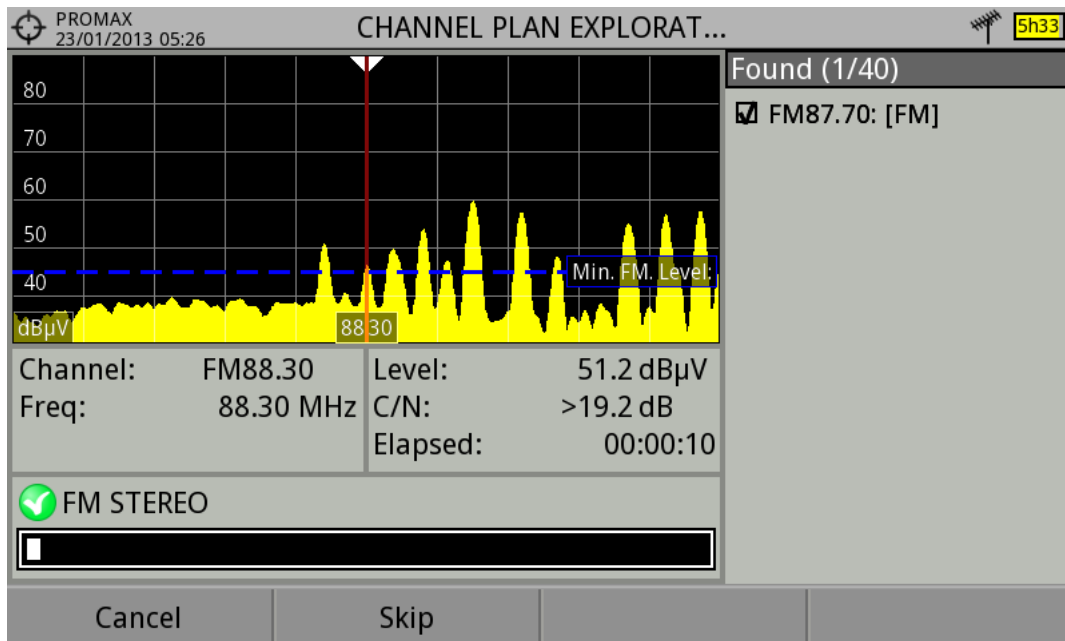 PROMAX
23/01/2013 05:26
CHANNEL PLAN EXPLORAT...
5h33
80
70
60
50
40
dBµV
88.30
Min. FM. Level:
Found (1/40)
FM87.70: [FM]
Channel: FM88.30
Freq: 88.30 MHz
Level: 51.2 dBµV
C/N: >19.2 dB
Elapsed: 00:00:10
FM STEREO
Cancel
Skip